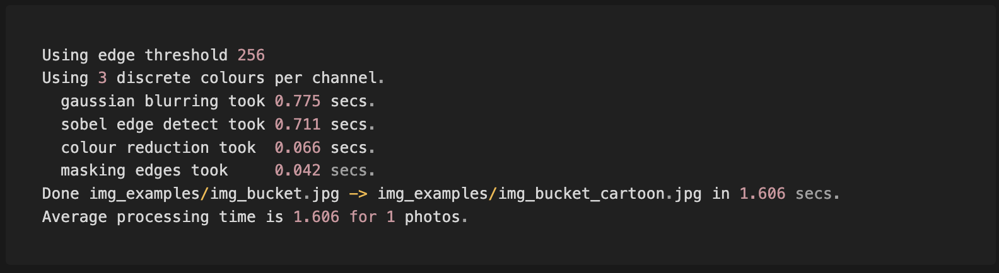 Using edge threshold 256
Using 3 discrete colours per channel.
  gaussian blurring took 0.775 secs.
  sobel edge detect took 0.711 secs.
  colour reduction took  0.066 secs.
  masking edges took     0.042 secs.
Done img_examples/img_bucket.jpg -> img_examples/img_bucket_cartoon.jpg in 1.606 secs.
Average processing time is 1.606 for 1 photos.